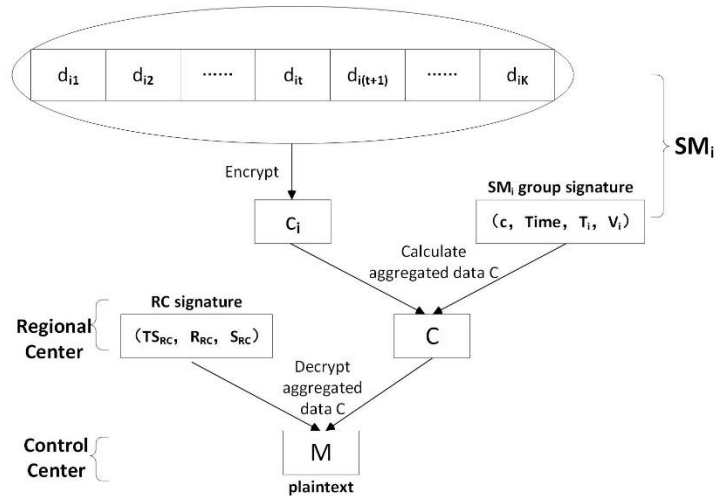 d_i1 d_i2 ...... d_it d_i(t+1) ...... d_iK
SM_i
Encrypt
SM_i group signature
c_i
(c, Time, T_i, V_i)
Calculate
aggregated data C
RC signature
Regional
Center
(TS_RC, R_RC, S_RC)
C
Decrypt
aggregated
data C
Control
Center
M
plaintext